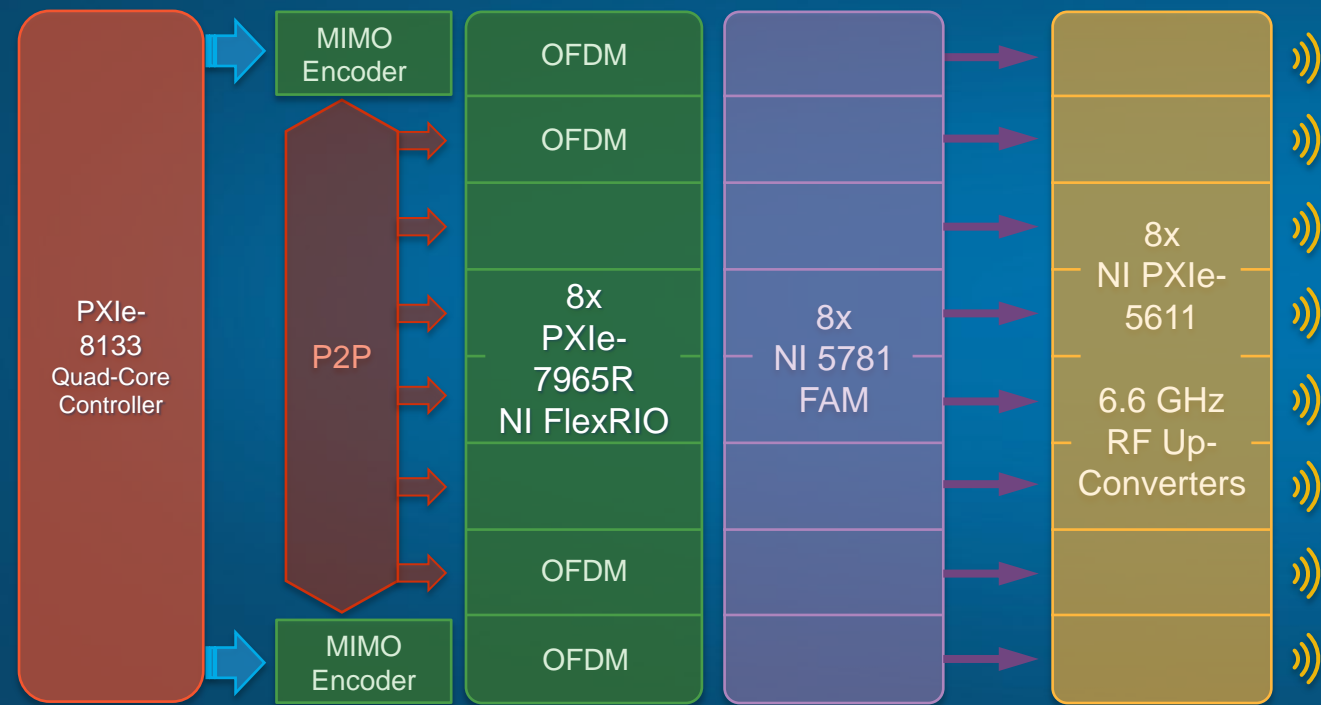 PXIe-
8133
Quad-Core
Controller
MIMO
Encoder
P2P
MIMO
Encoder
OFDM
OFDM
8x
PXIe-
7965R
NI FlexRIO
OFDM
OFDM
8x
NI 5781
FAM
8x
NI PXIe-
5611
6.6 GHz
RF Up-
Converters